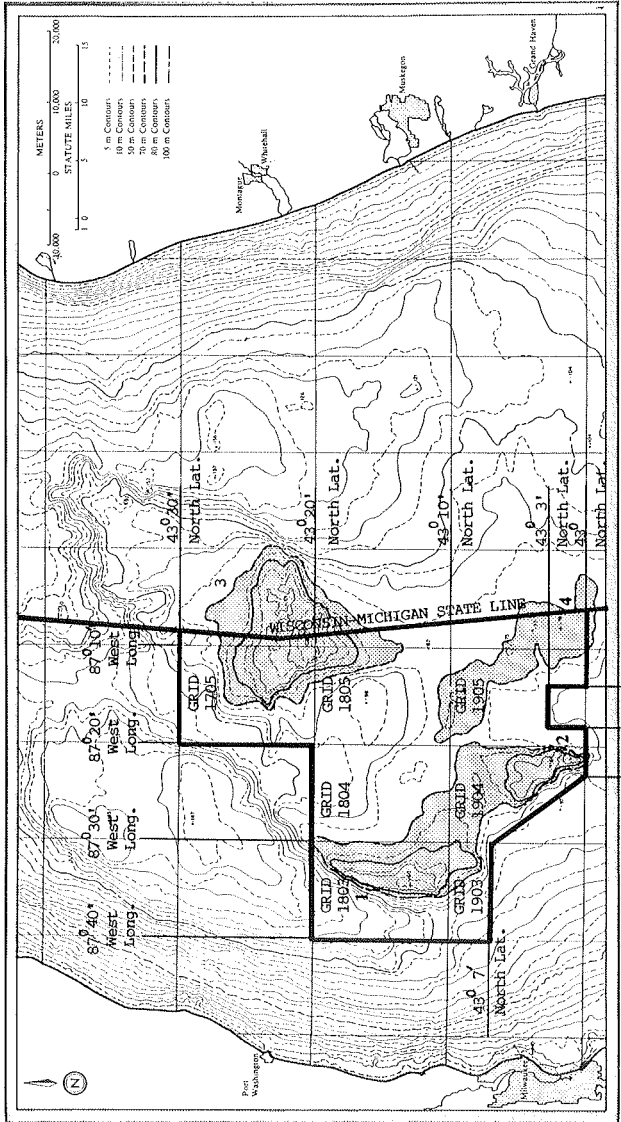 METERS
10,000 0 10,000 20,000
STATUTE MILES
1 0 5 10 15
5 m Contours
10 m Contours
50 m Contours
70 m Contours
80 m Contours
100 m Contours
N
Port
Washington
Milwaukee
Montague
Whitehall
Muskegon
Grand Haven
87° 40'
West
Long.
87° 30'
West
Long.
87° 20'
West
Long.
87° 10'
West
Long.
43° 30'
North Lat.
43° 20'
North Lat.
43° 10'
North Lat.
43° 3'
North Lat.
43°
North Lat.
43° 7'
North Lat.
WISCONSIN-MICHIGAN STATE LINE
GRID
1705
GRID
1805
GRID
1905
GRID
1804
GRID
1904
GRID
1803
GRID
1903
1
2
3
4